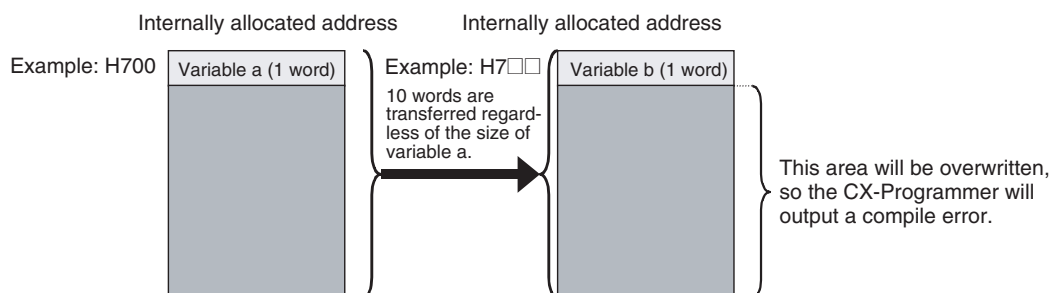 Internally allocated address
Internally allocated address
Example: H700
Variable a (1 word)
Example: H7□□
Variable b (1 word)
10 words are
transferred regard-
less of the size of
variable a.
This area will be overwritten,
so the CX-Programmer will
output a compile error.